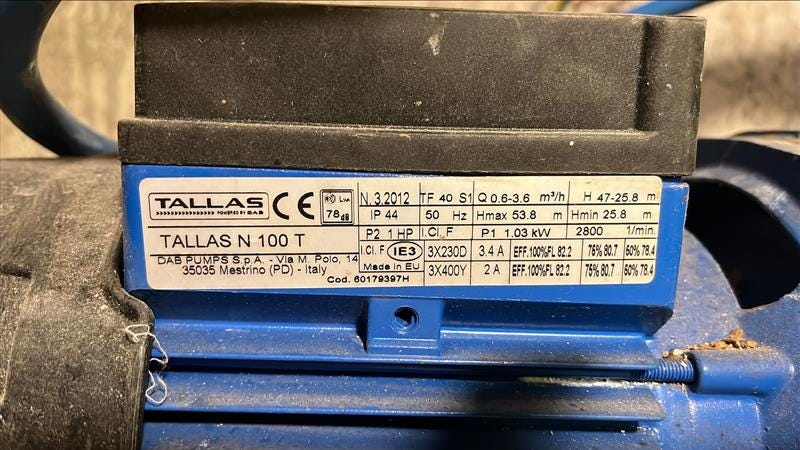 TALLAS
POWERED BY DAB
CE
LWA
78 dB
TALLAS N 100 T
DAB PUMPS S.p.A. - Via M. Polo, 14
35035 Mestrino (PD) - Italy
Cod. 60179397H
N.3.2012 TF 40 S1 Q 0.6-3.6 m³/h H 47-25.8 m
IP 44 50 Hz Hmax 53.8 m Hmin 25.8 m
P2 1 HP I.Cl. F P1 1.03 kW 2800 1/min.
I.Cl. F IE3 3X230D 3.4 A EFF.100%FL 82.2 75% 80.7 50% 78.4
Made in EU 3X400Y 2 A EFF.100%FL 82.2 75% 80.7 50% 78.4